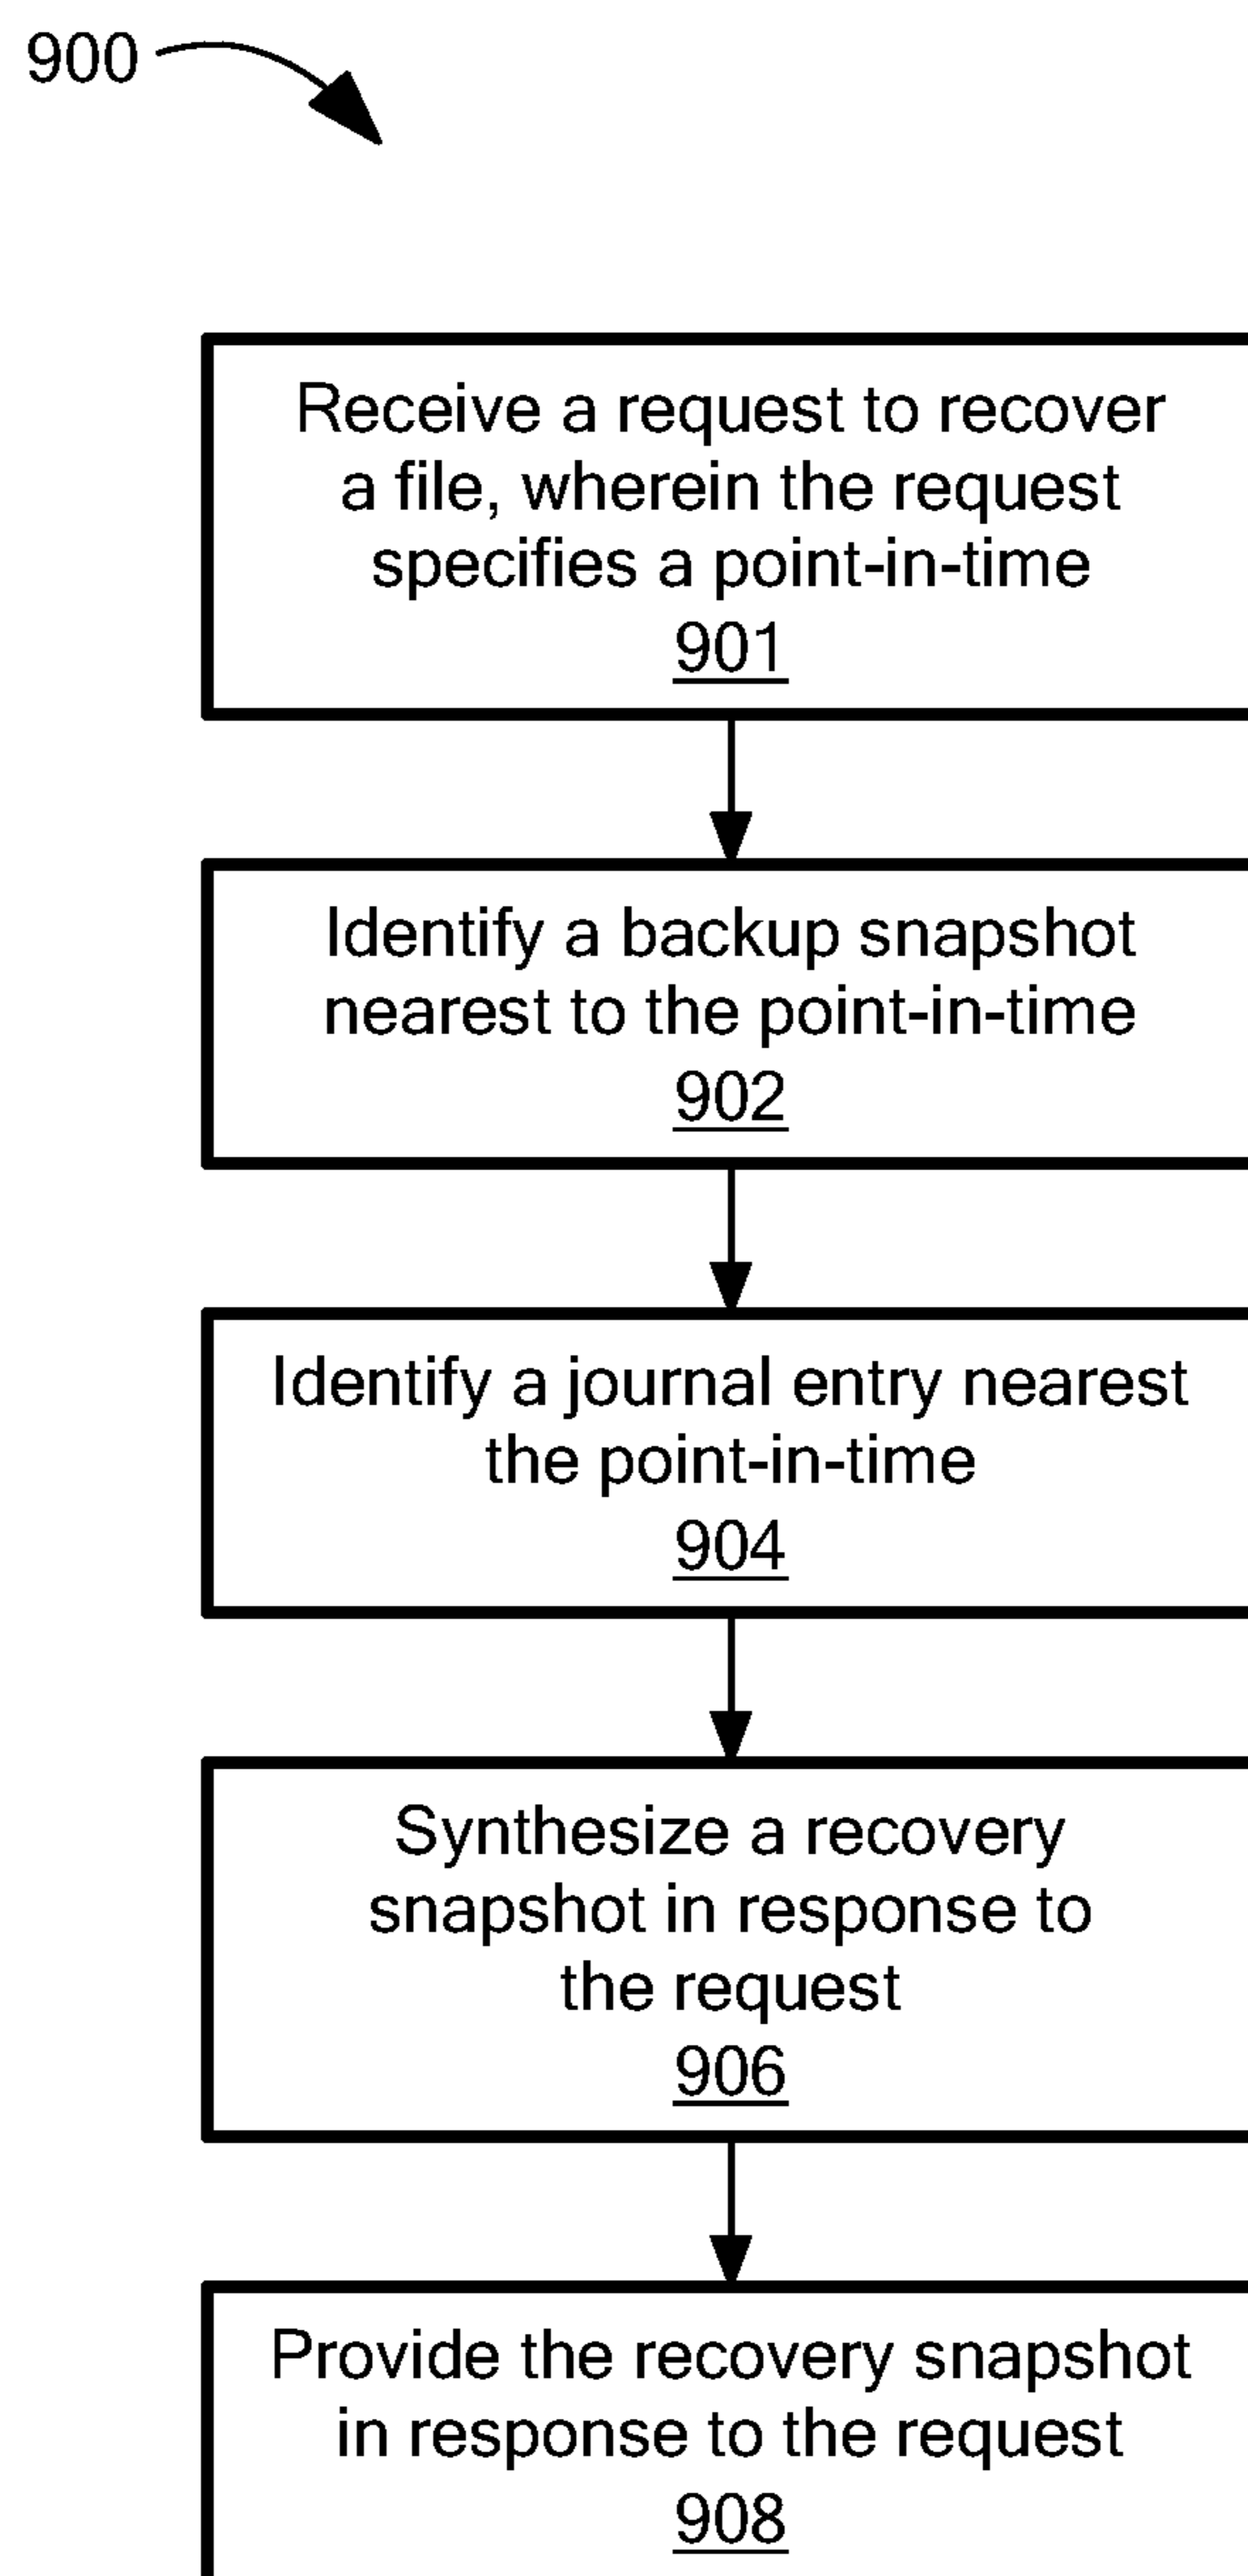 900
Receive a request to recover
a file, wherein the request
specifies a point-in-time
901
Identify a backup snapshot
nearest to the point-in-time
902
Identify a journal entry nearest
the point-in-time
904
Synthesize a recovery
snapshot in response to
the request
906
Provide the recovery snapshot
in response to the request
908